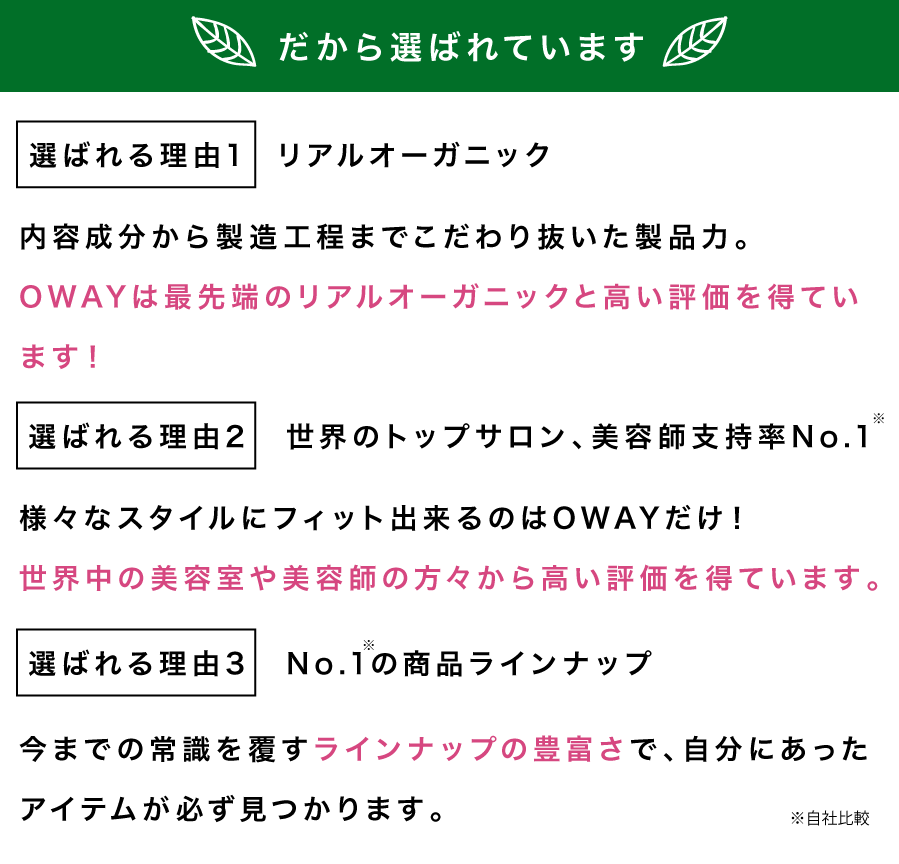 だから選ばれています
選ばれる理由1 リアルオーガニック
内容成分から製造工程までこだわり抜いた製品力。
OWAYは最先端のリアルオーガニックと高い評価を得てい
ます！
選ばれる理由2 世界のトップサロン、美容師支持率No.1※
様々なスタイルにフィット出来るのはOWAYだけ！
世界中の美容室や美容師の方々から高い評価を得ています。
選ばれる理由3 No.1※の商品ラインナップ
今までの常識を覆すラインナップの豊富さで、自分にあった
アイテムが必ず見つかります。
※自社比較